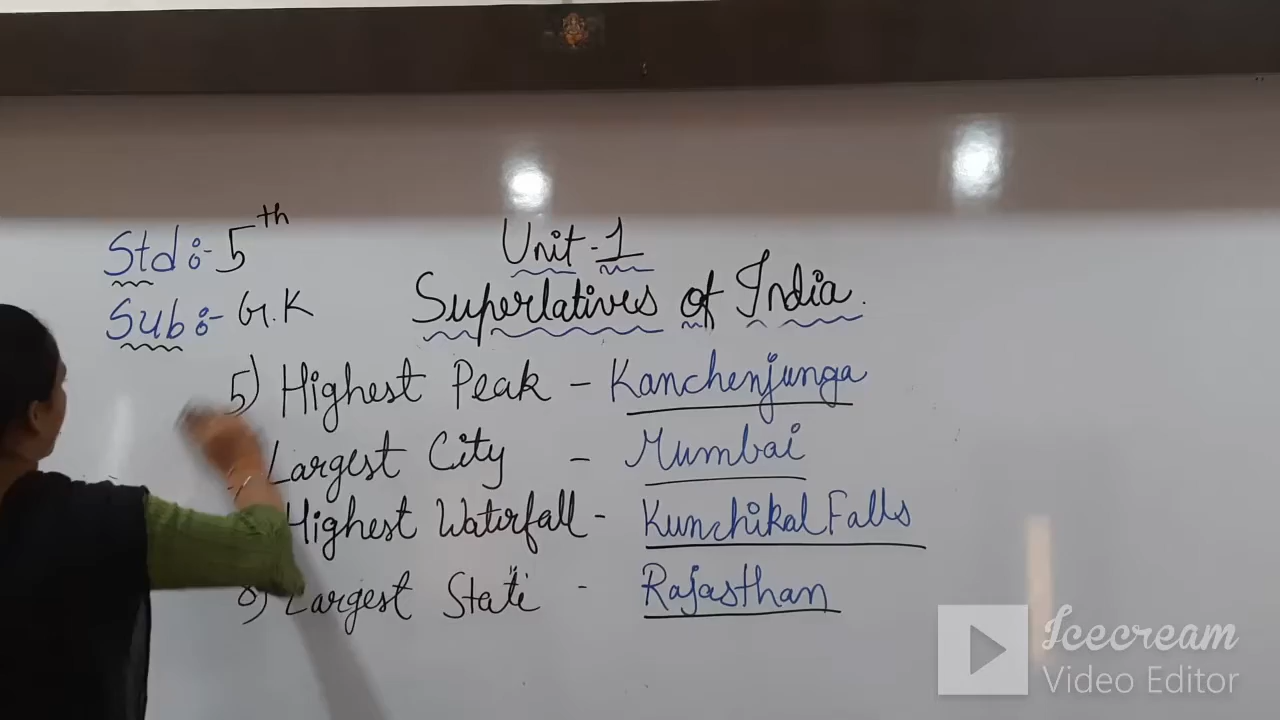 Std:- 5th
Unit-1
Sub:- G.K
Superlatives of India.
5) Highest Peak - Kanchenjunga
Largest City - Mumbai
Highest Waterfall - Kunchikal Falls
8) Largest State - Rajasthan
Icecream
Video Editor